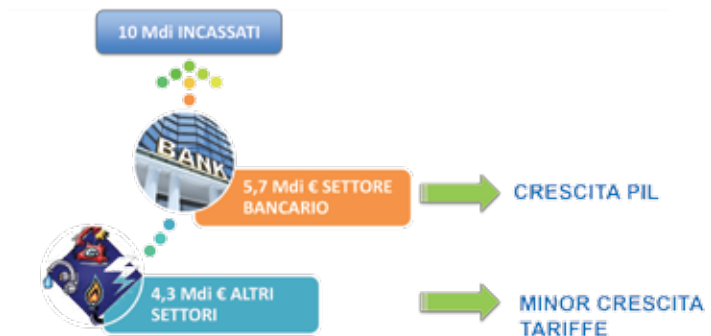 10 Mdi INCASSATI
BANK
5,7 Mdi € SETTORE
BANCARIO
CRESCITA PIL
4,3 Mdi € ALTRI
SETTORI
MINOR CRESCITA
TARIFFE